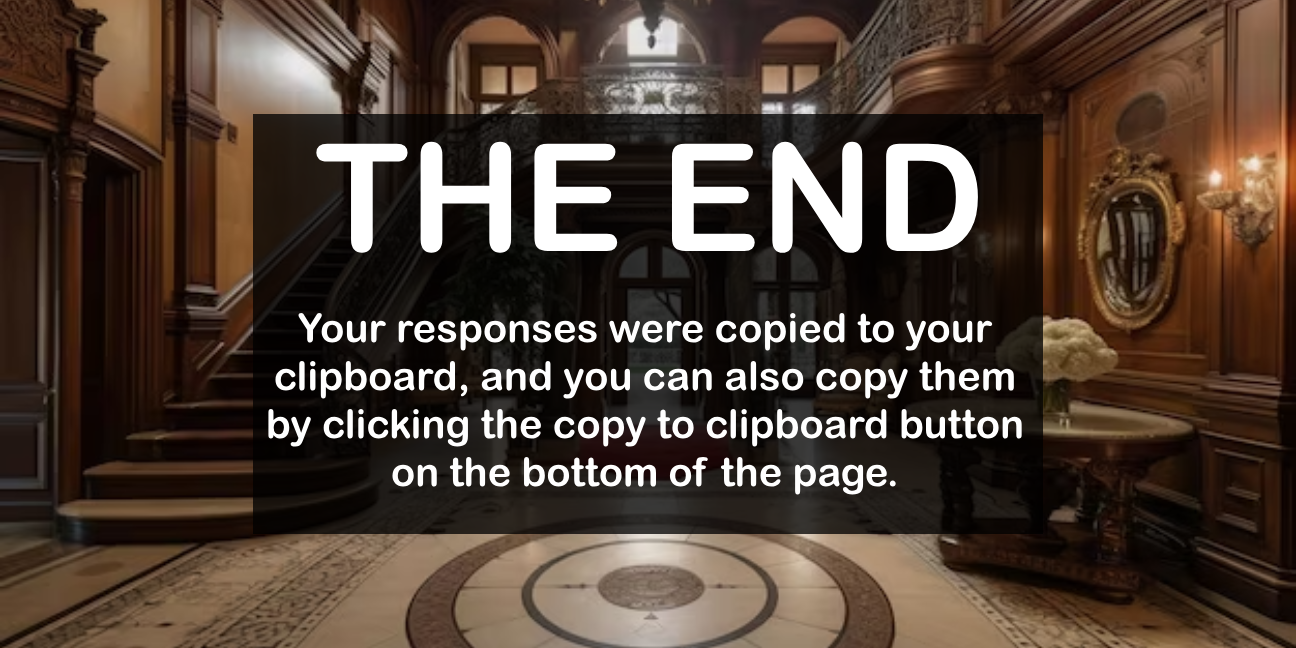 THE END
Your responses were copied to your
clipboard, and you can also copy them
by clicking the copy to clipboard button
on the bottom of the page.